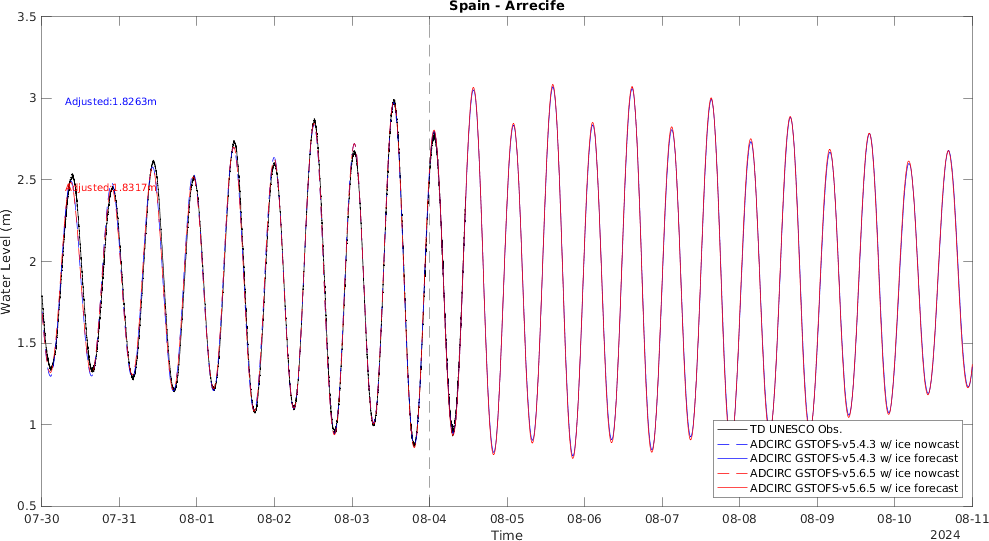 Spain - Arrecife
3.5
3
2.5
2
1.5
1
0.5
Water Level (m)
Adjusted:1.8263m
Adjusted:1.8317m
TD UNESCO Obs.
ADCIRC GSTOFS-v5.4.3 w/ ice nowcast
ADCIRC GSTOFS-v5.4.3 w/ ice forecast
ADCIRC GSTOFS-v5.6.5 w/ ice nowcast
ADCIRC GSTOFS-v5.6.5 w/ ice forecast
07-30 07-31 08-01 08-02 08-03 08-04 08-05 08-06 08-07 08-08 08-09 08-10 08-11
Time
2024